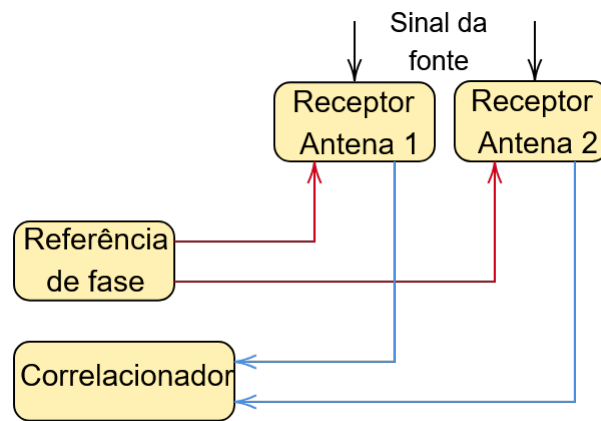 Sinal da
fonte
Receptor
Antena 1
Receptor
Antena 2
Referência
de fase
Correlacionador